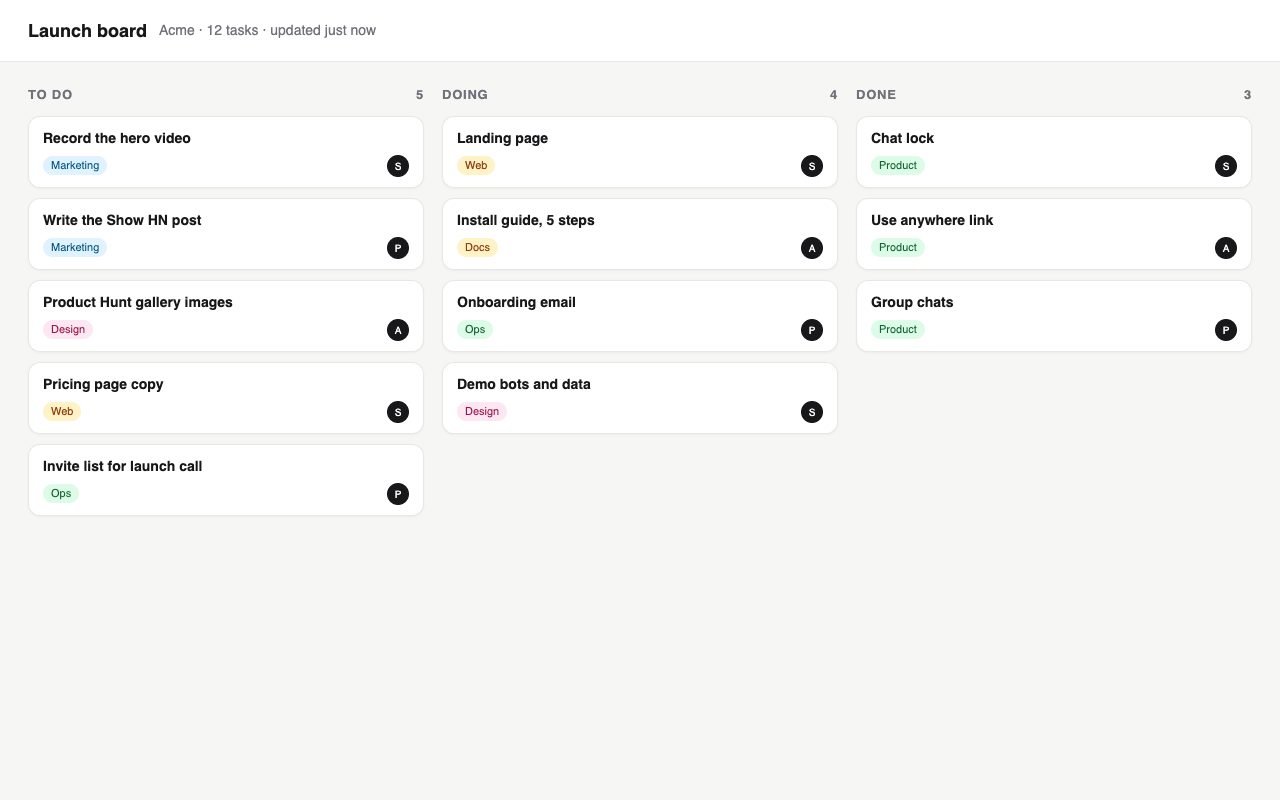 Launch board
Acme · 12 tasks · updated just now
TO DO 5
Record the hero video
Marketing S
Write the Show HN post
Marketing P
Product Hunt gallery images
Design A
Pricing page copy
Web S
Invite list for launch call
Ops P
DOING 4
Landing page
Web S
Install guide, 5 steps
Docs A
Onboarding email
Ops P
Demo bots and data
Design S
DONE 3
Chat lock
Product S
Use anywhere link
Product A
Group chats
Product P